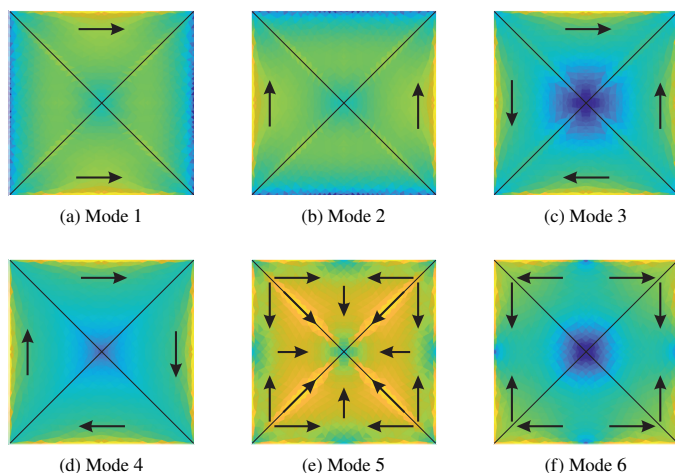 (a) Mode 1
(b) Mode 2
(c) Mode 3
(d) Mode 4
(e) Mode 5
(f) Mode 6